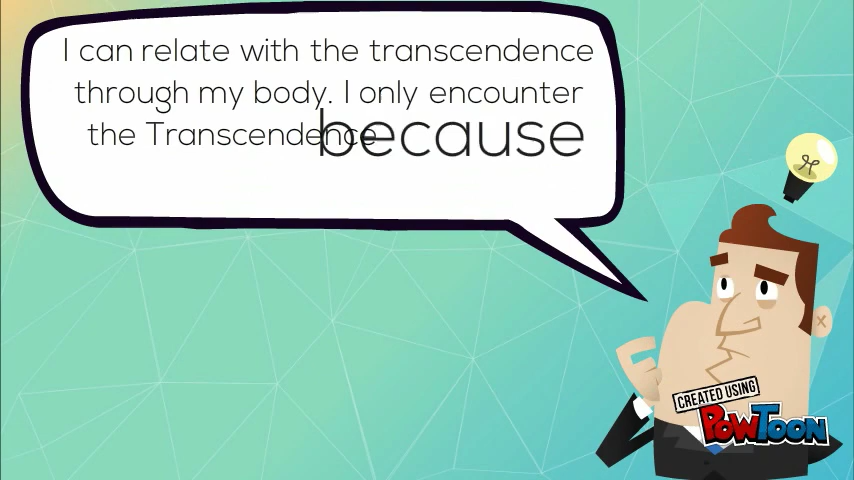 I can relate with the transcendence
through my body. I only encounter
the Transcendence because
CREATED USING
POWTOON